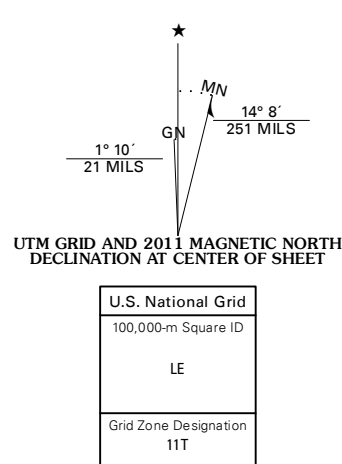 ★
MN
14° 8´
251 MILS
GN
1° 10´
21 MILS
UTM GRID AND 2011 MAGNETIC NORTH
DECLINATION AT CENTER OF SHEET
U.S. National Grid
100,000-m Square ID
LE
Grid Zone Designation
11T